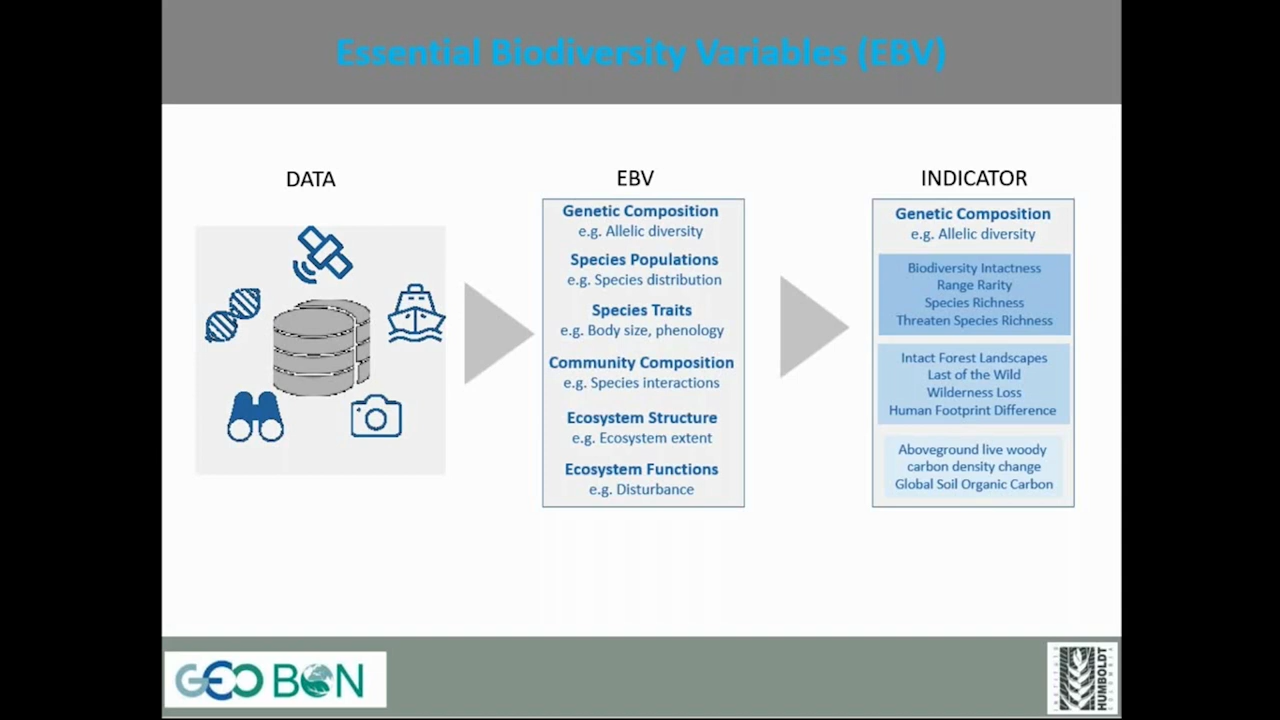 Essential Biodiversity Variables (EBV)
DATA
EBV
Genetic Composition
e.g. Allelic diversity
Species Populations
e.g. Species distribution
Species Traits
e.g. Body size, phenology
Community Composition
e.g. Species interactions
Ecosystem Structure
e.g. Ecosystem extent
Ecosystem Functions
e.g. Disturbance
INDICATOR
Genetic Composition
e.g. Allelic diversity
Biodiversity Intactness
Range Rarity
Species Richness
Threaten Species Richness
Intact Forest Landscapes
Last of the Wild
Wilderness Loss
Human Footprint Difference
Aboveground live woody
carbon density change
Global Soil Organic Carbon
GEO BON
INSTITUTO
HUMBOLDT
COLOMBIA